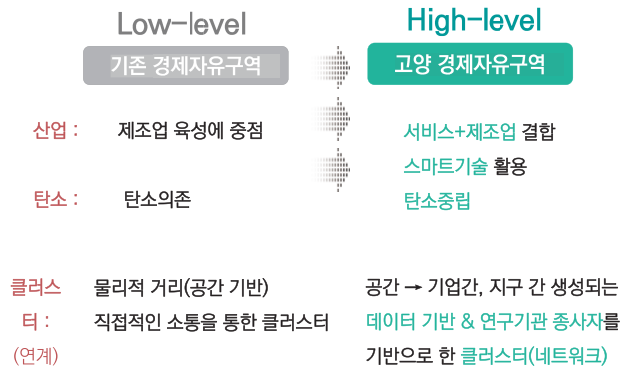 Low-level
High-level
기존 경제자유구역
고양 경제자유구역
산업 :
제조업 육성에 중점
서비스+제조업 결합
스마트기술 활용
탄소 :
탄소의존
탄소중립
클러스
터 :
(연계)
물리적 거리(공간 기반)
직접적인 소통을 통한 클러스터
공간 → 기업간, 지구 간 생성되는
데이터 기반 & 연구기관 종사자를
기반으로 한 클러스터(네트워크)